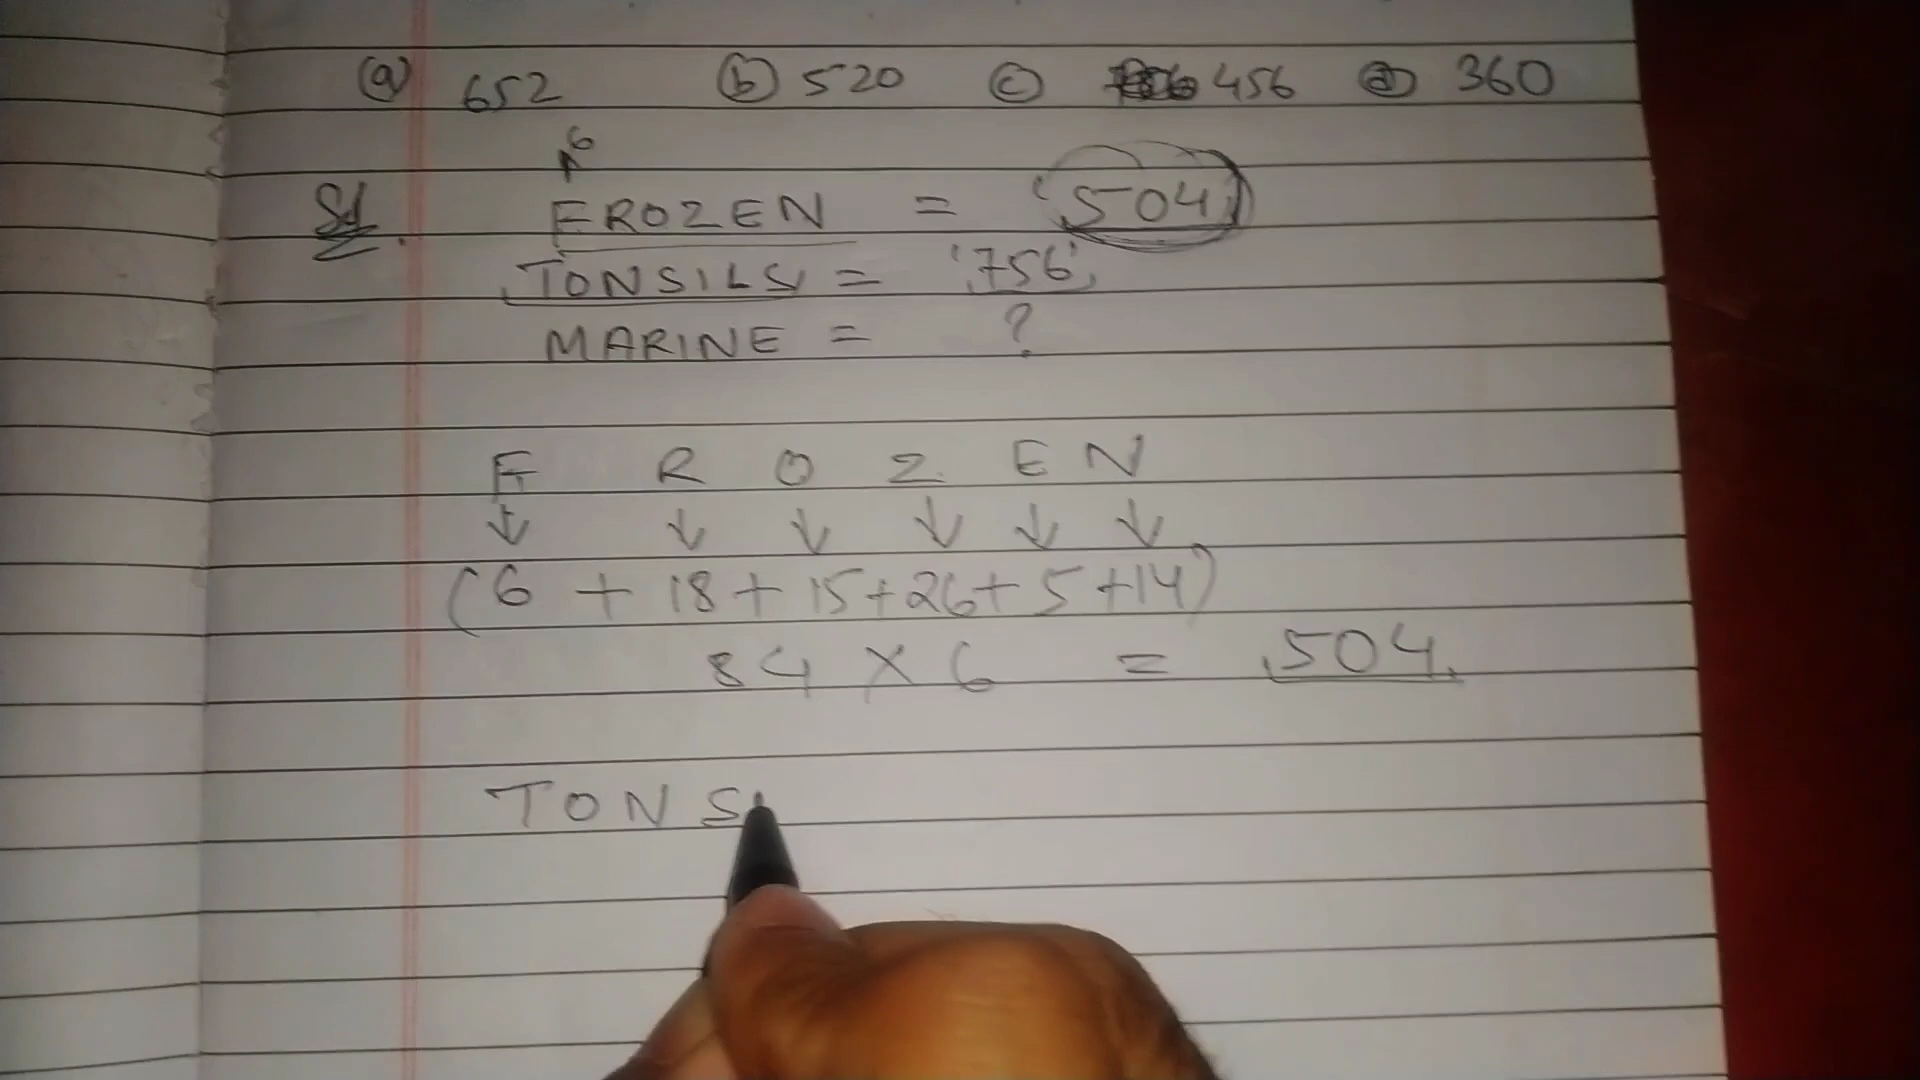 (a) 652 (b) 520 (c) 456 (d) 360
6
Sol. FROZEN = '504'
TONSILS = '756'
MARINE = ?
F R O Z E N
↓ ↓ ↓ ↓ ↓ ↓
(6 + 18 + 15 + 26 + 5 + 14)
84 × 6 = 504
TONS